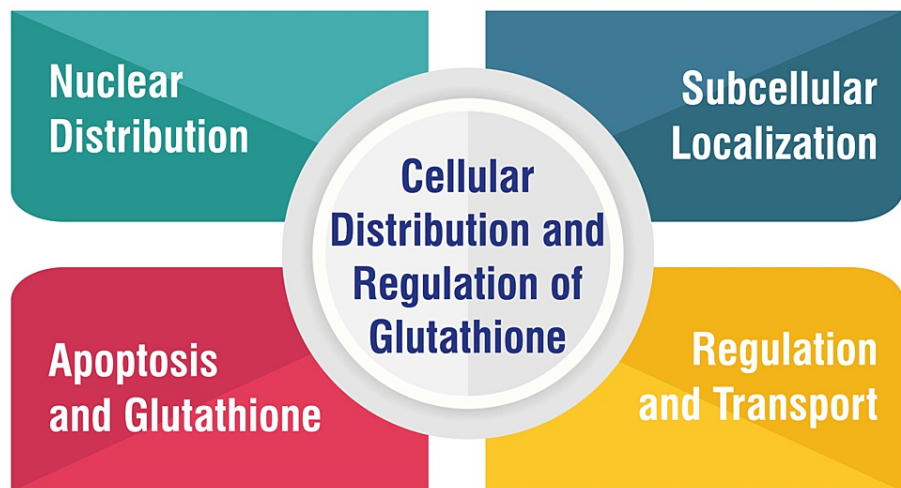 Nuclear
Distribution
Subcellular
Localization
Cellular
Distribution and
Regulation of
Glutathione
Apoptosis
and Glutathione
Regulation
and Transport